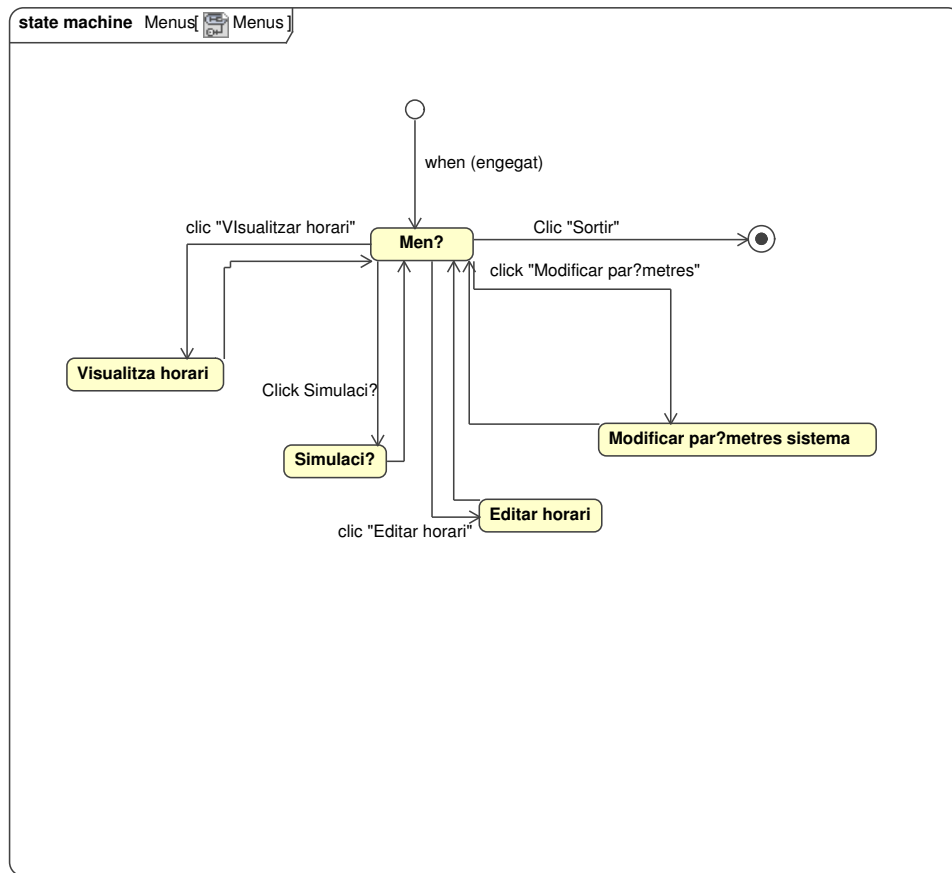 state machine Menus[ Menus ]
when (engegat)
clic "VIsualitzar horari"
Men?
Clic "Sortir"
click "Modificar par?metres"
Visualitza horari
Click Simulaci?
Modificar par?metres sistema
Simulaci?
Editar horari
clic "Editar horari"